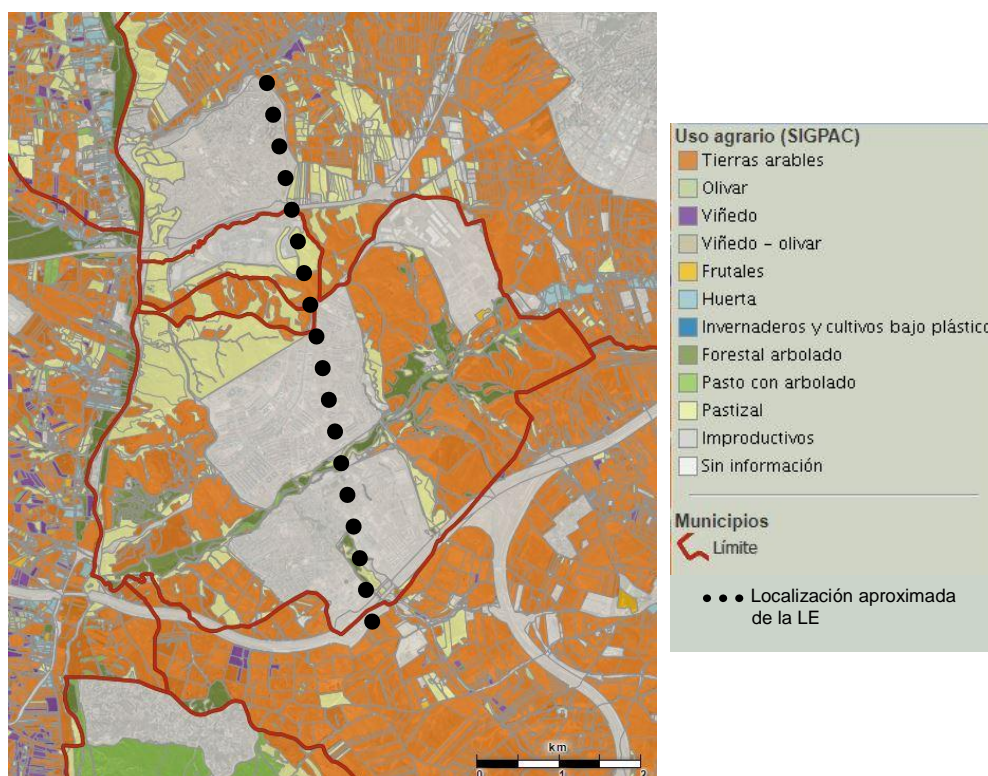 Uso agrario (SIGPAC)
Tierras arables
Olivar
Viñedo
Viñedo - olivar
Frutales
Huerta
Invernaderos y cultivos bajo plástico
Forestal arbolado
Pasto con arbolado
Pastizal
Improductivos
Sin información
Municipios
Límite
Localización aproximada
de la LE
km
0 1 2